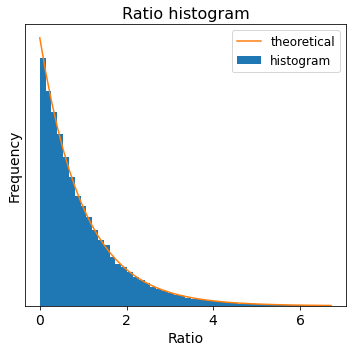 Ratio histogram
theoretical
histogram
Frequency
0 2 4 6
Ratio